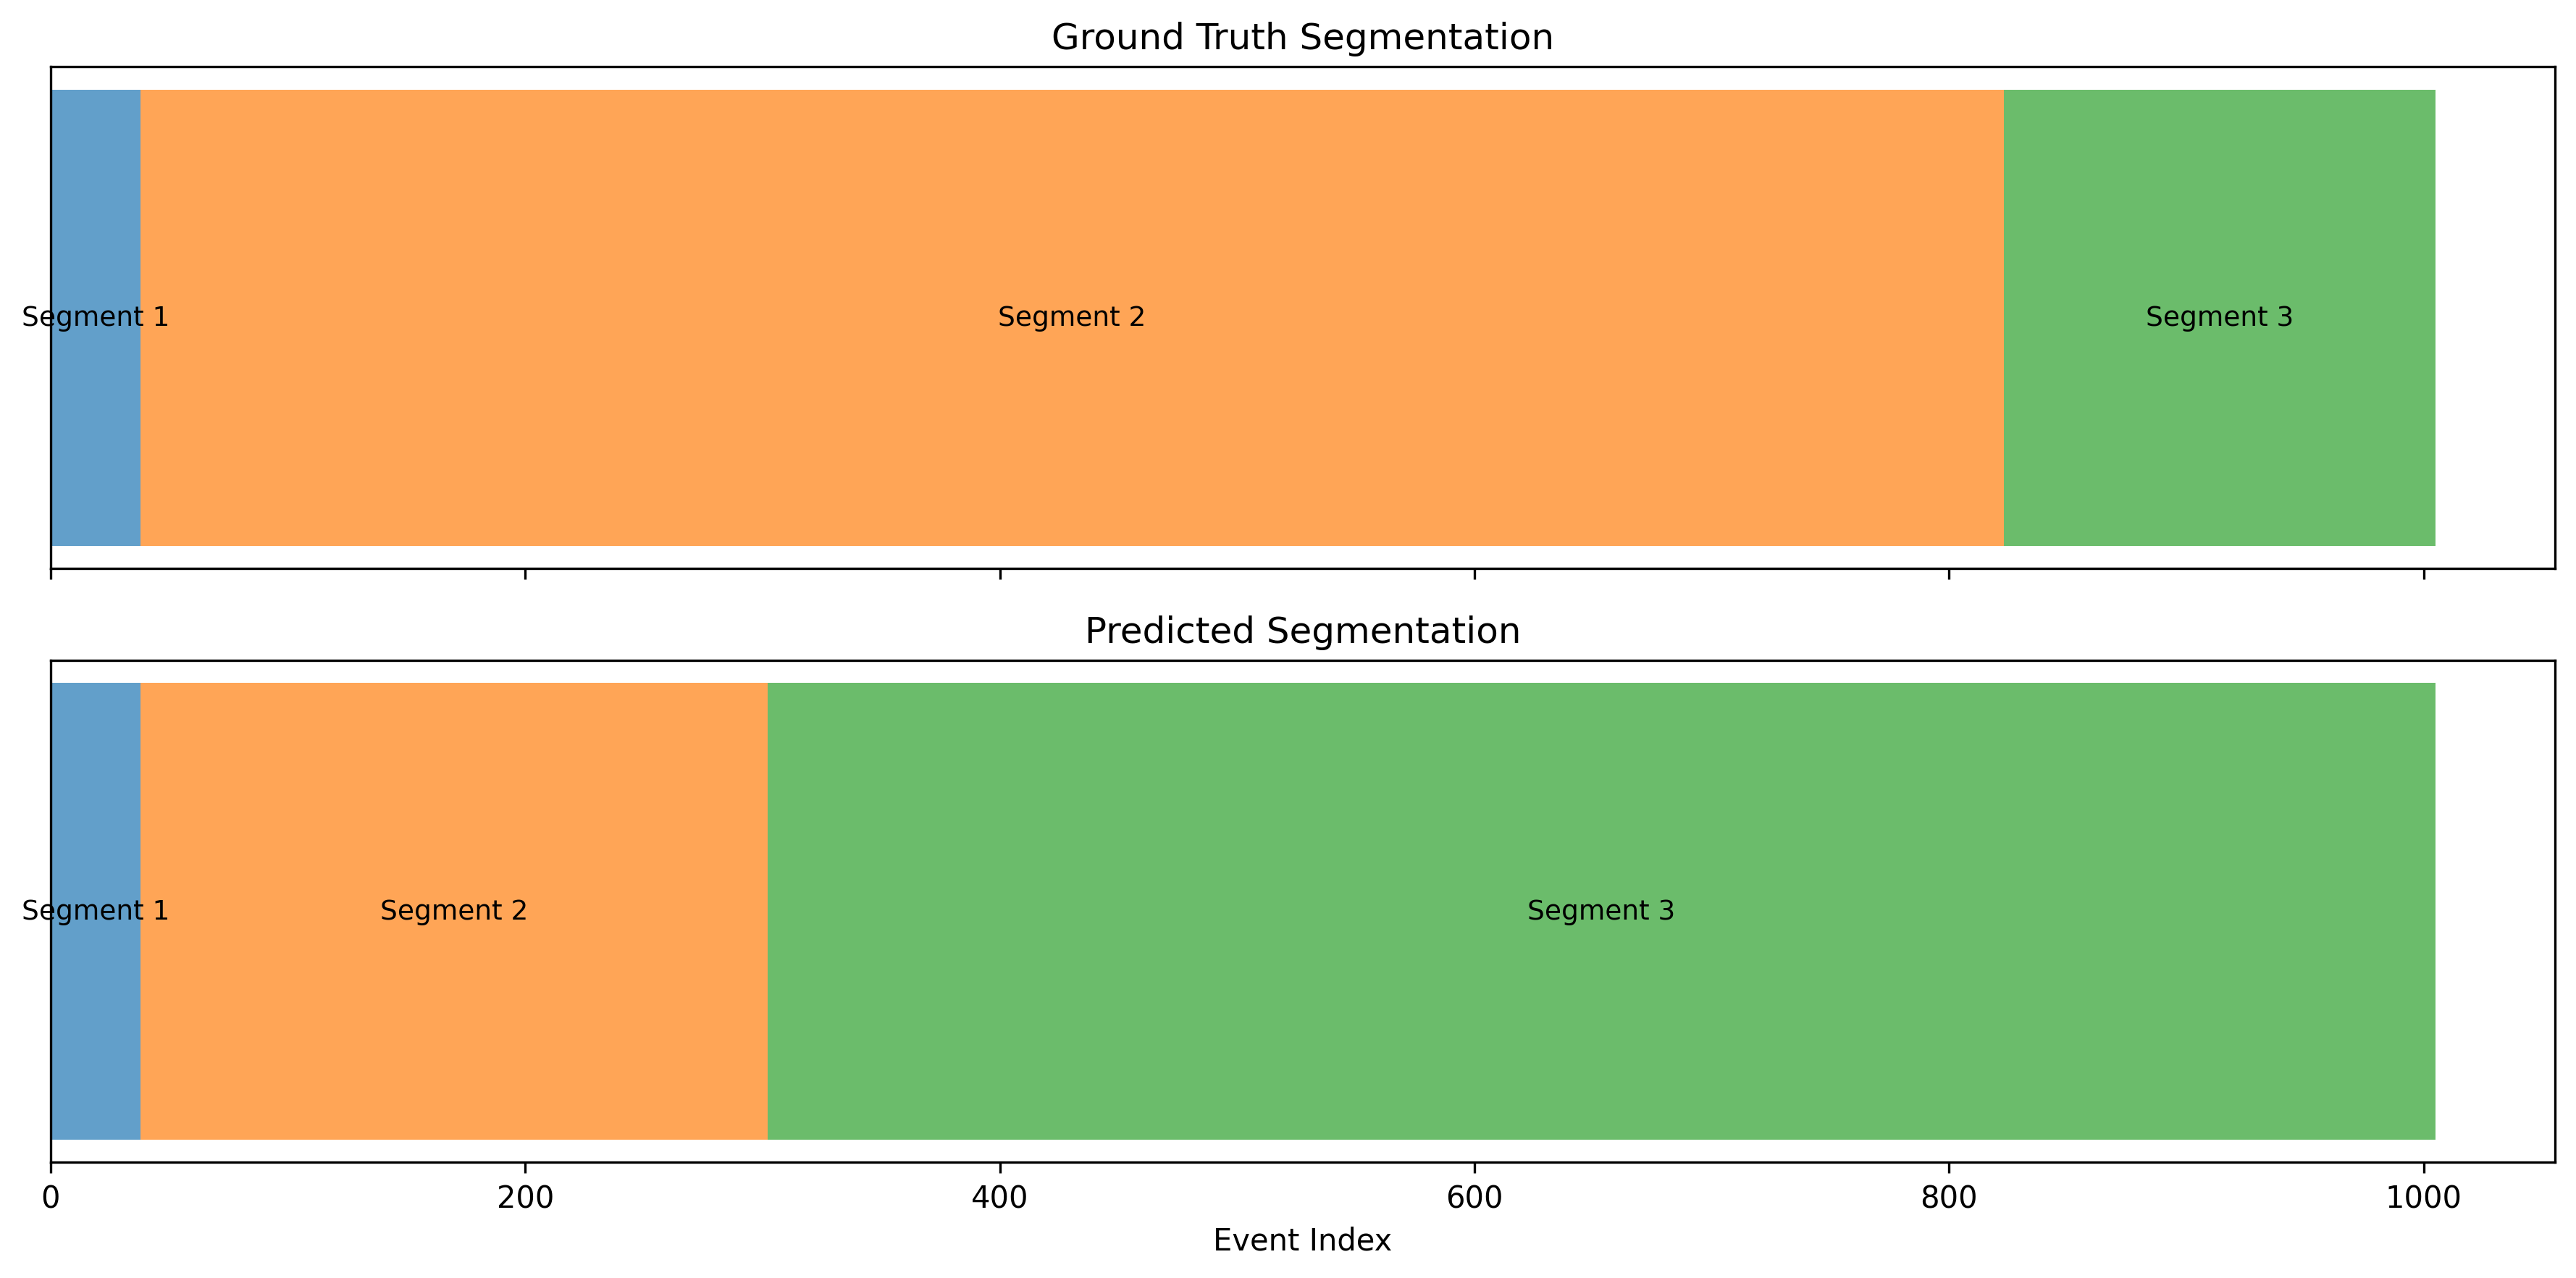 Ground Truth Segmentation
Segment 1 Segment 2 Segment 3
Predicted Segmentation
Segment 1 Segment 2 Segment 3
0 200 400 600 800 1000
Event Index